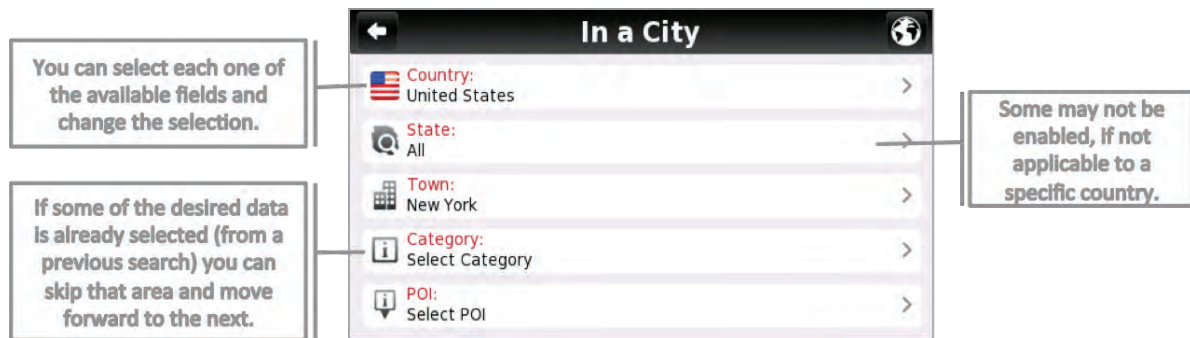 In a City
You can select each one of
the available fields and
change the selection.
Country:
United States
State:
All
Some may not be
enabled, if not
applicable to a
specific country.
Town:
New York
If some of the desired data
is already selected (from a
previous search) you can
skip that area and move
forward to the next.
Category:
Select Category
POI:
Select POI